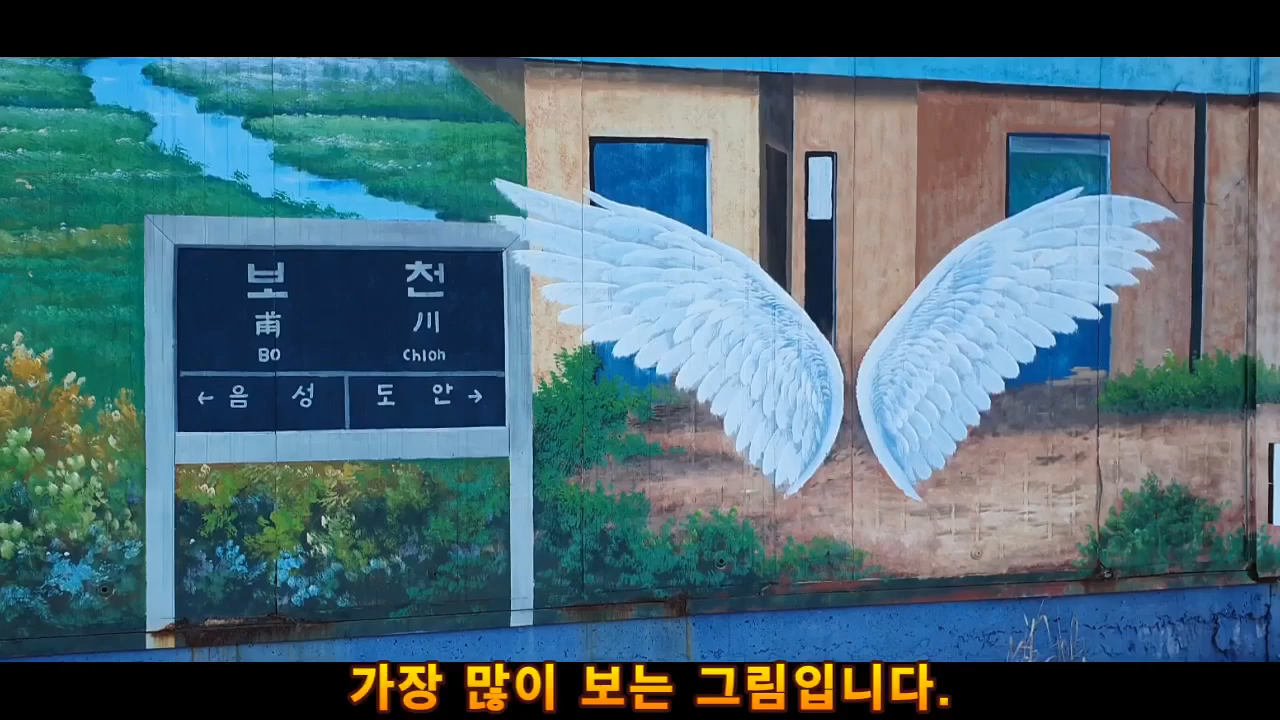 보 천
甫 川
BO Chloh
←음 성 도 안→
가장 많이 보는 그림입니다.